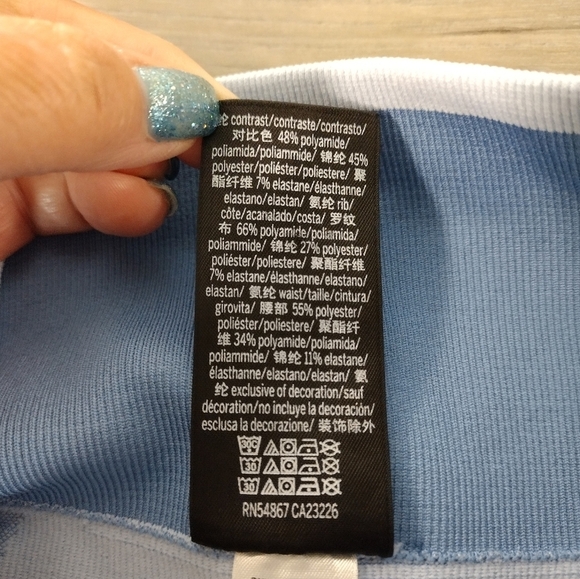 纶 contrast/contraste/contrasto/
对比色 48% polyamide/
poliamida/poliammide/ 锦纶 45%
polyester/poliéster/poliestere/ 聚
酯纤维 7% elastane/élasthanne/
elastano/elastan/ 氨纶 rib/
côte/acanalado/costa/ 罗纹
布 66% polyamide/poliamida/
poliammide/ 锦纶 27% polyester/
poliéster/poliestere/ 聚酯纤维
7% elastane/élasthanne/elastano/
elastan/ 氨纶 waist/taille/cintura/
girovita/ 腰部 55% polyester/
poliéster/poliestere/ 聚酯纤
维 34% polyamide/poliamida/
poliammide/ 锦纶 11% elastane/
élasthanne/elastano/elastan/ 氨
纶 exclusive of decoration/sauf
décoration/no incluye la decoración/
esclusa la decorazione/ 装饰除外
30C
30
30
RN54867 CA23226